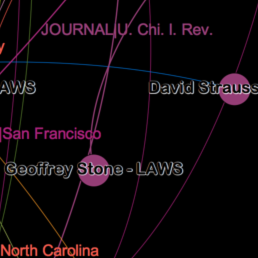 JOURNAL|U. Chi. l. Rev.
y
AWS
David Strauss
|San Francisco
Geoffrey Stone - LAWS
North Carolina